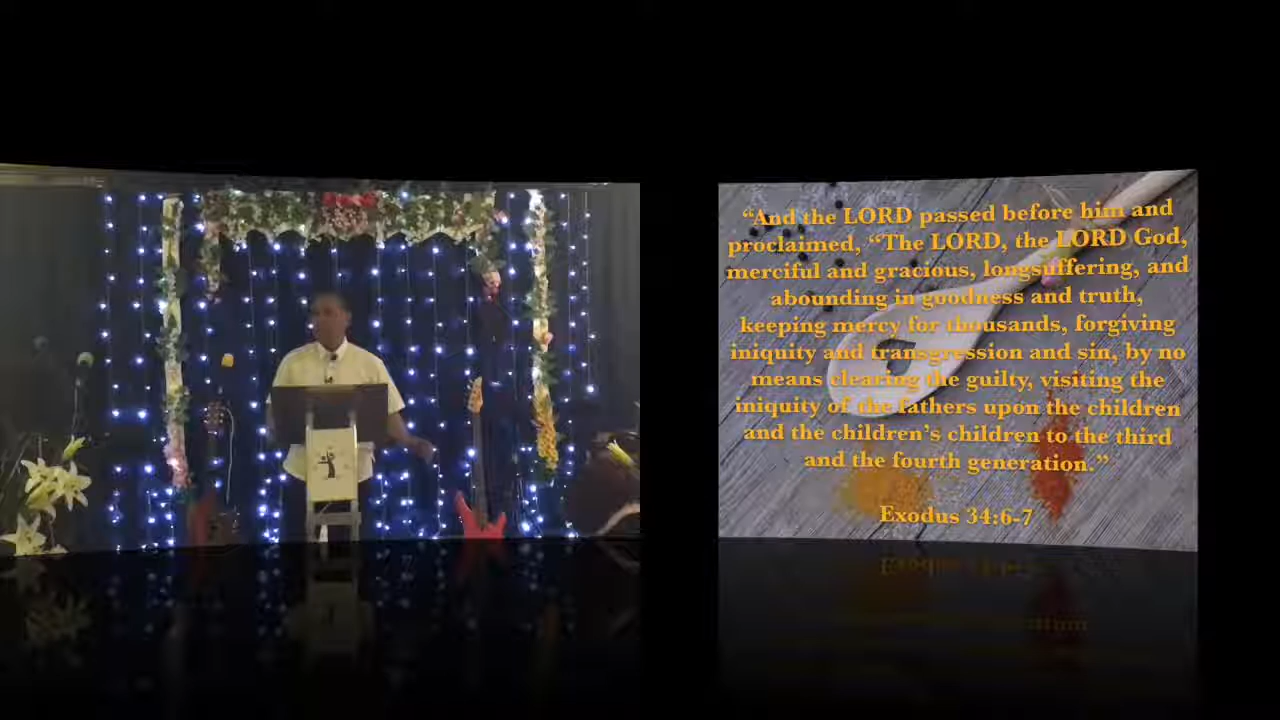 “And the LORD passed before him and
proclaimed, “The LORD, the LORD God,
merciful and gracious, longsuffering, and
abounding in goodness and truth,
keeping mercy for thousands, forgiving
iniquity and transgression and sin, by no
means clearing the guilty, visiting the
iniquity of the fathers upon the children
and the children’s children to the third
and the fourth generation.”
Exodus 34:6-7